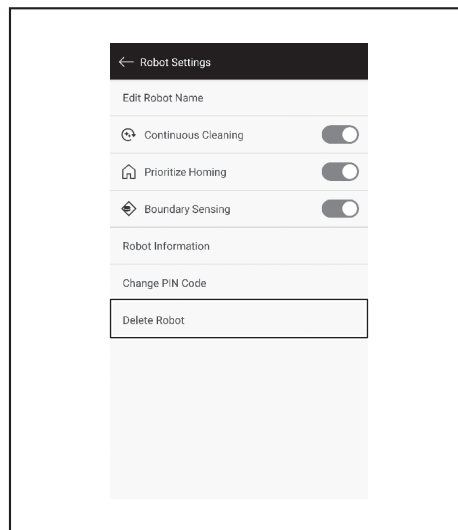 Robot Settings
Edit Robot Name
Continuous Cleaning
Prioritize Homing
Boundary Sensing
Robot Information
Change PIN Code
Delete Robot